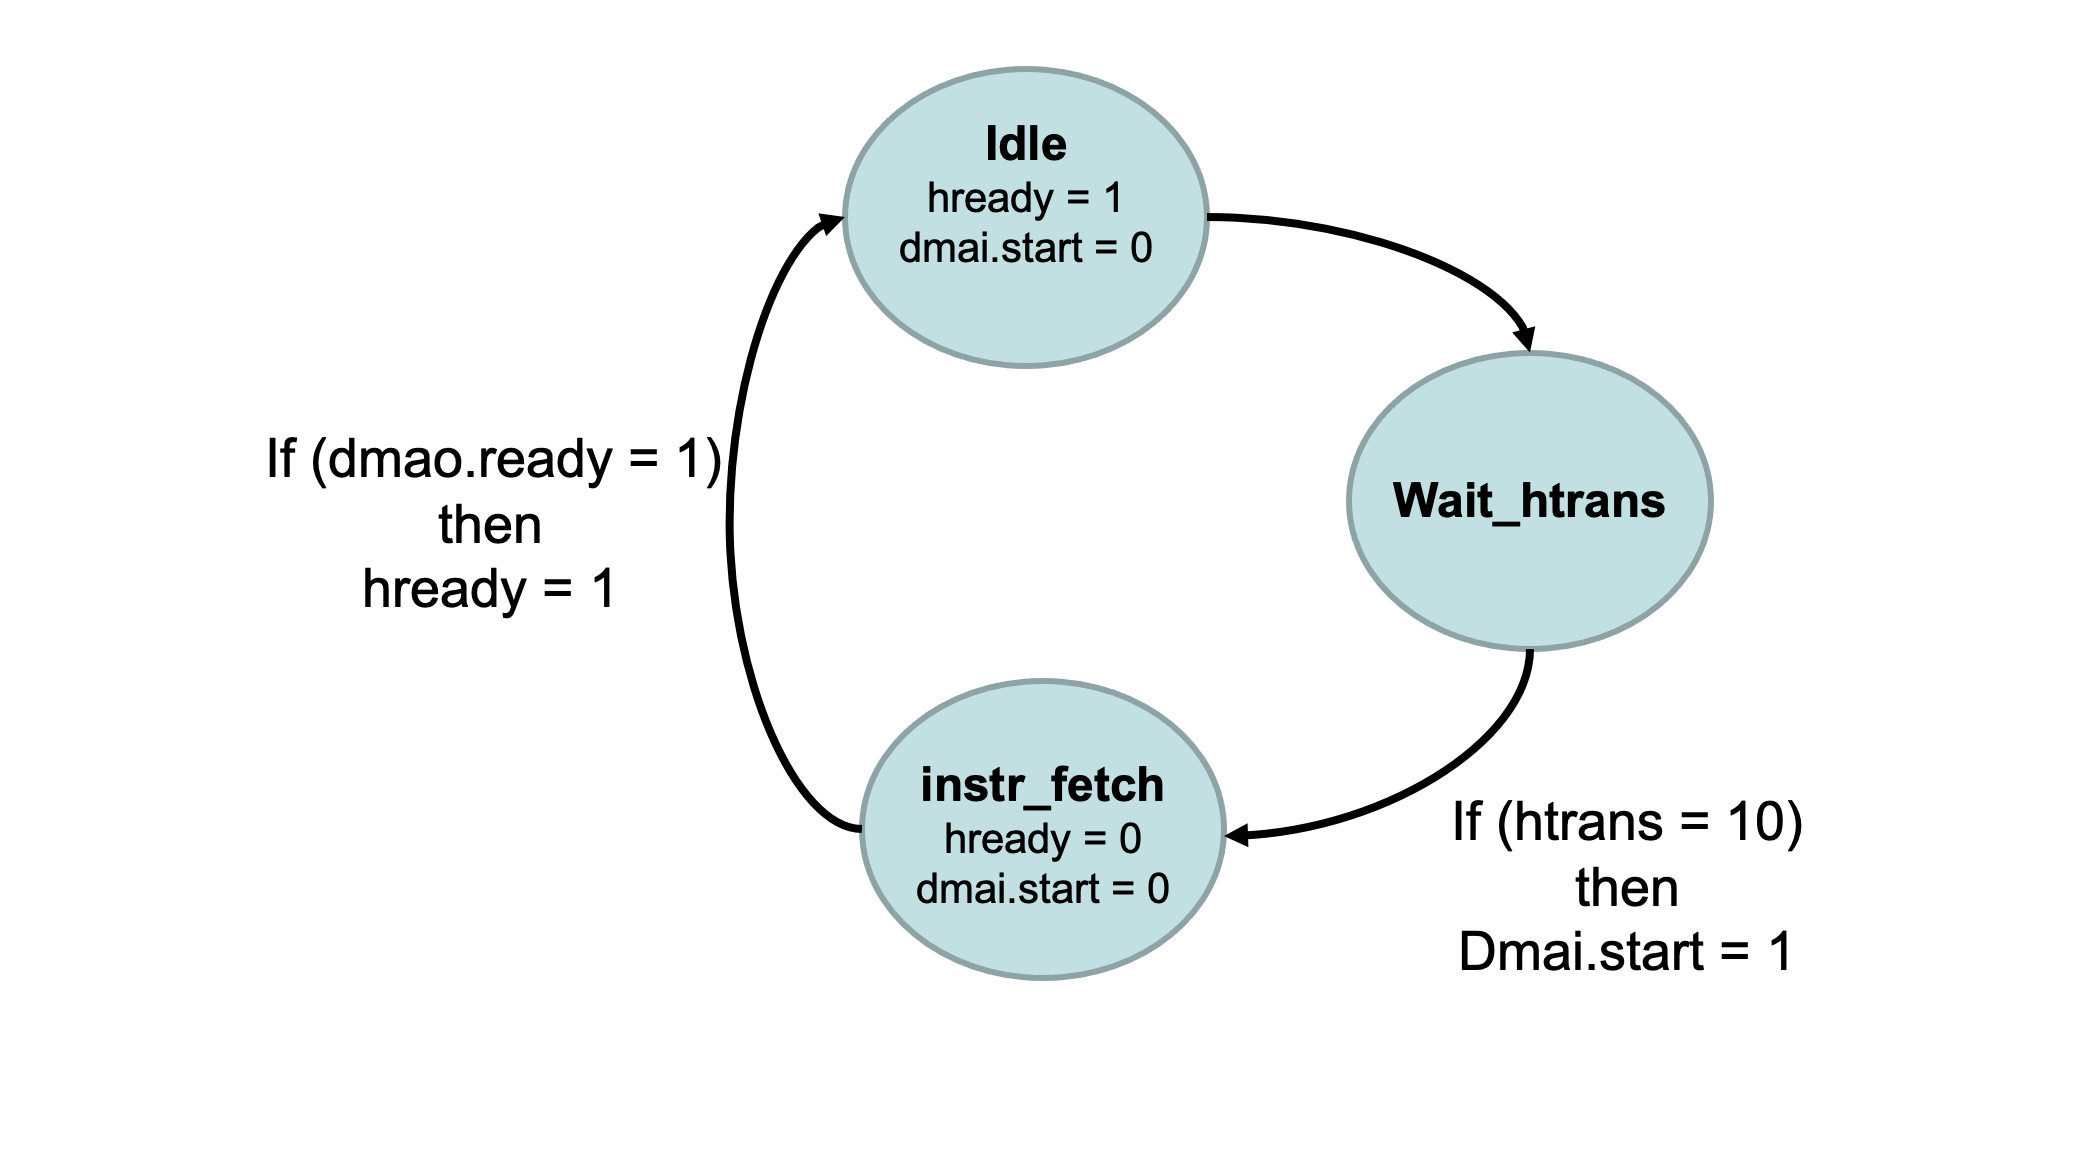 Idle
hready = 1
dmai.start = 0
Wait_htrans
If (dmao.ready = 1)
then
hready = 1
instr_fetch
hready = 0
dmai.start = 0
If (htrans = 10)
then
Dmai.start = 1